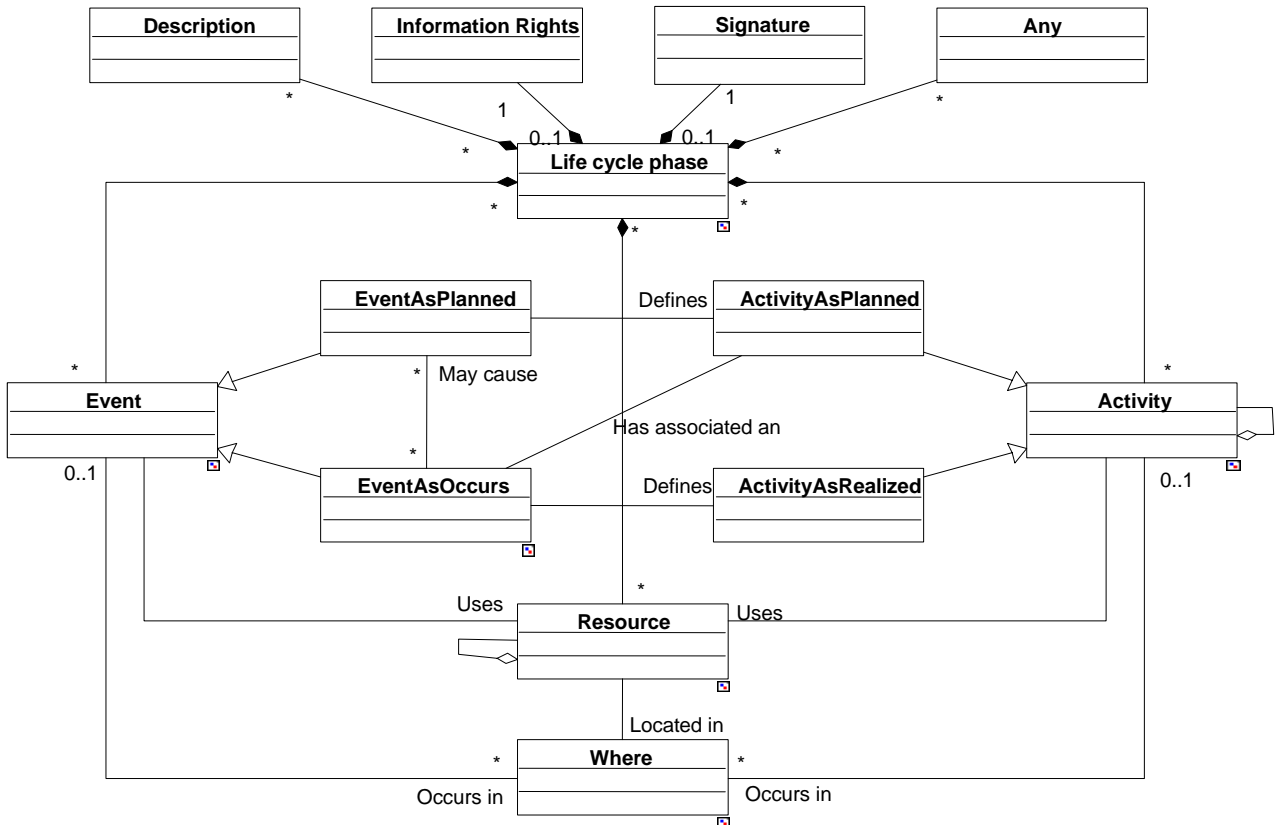 Description
Information Rights
Signature
Any
*
1
1
*
0..1
0..1
*
*
Life cycle phase
*
*
*
EventAsPlanned
Defines
ActivityAsPlanned
*
*
May cause
*
Event
Activity
Has associated an
*
0..1
0..1
EventAsOccurs
Defines
ActivityAsRealized
*
Uses
Uses
Resource
Located in
*
*
Where
Occurs in
Occurs in